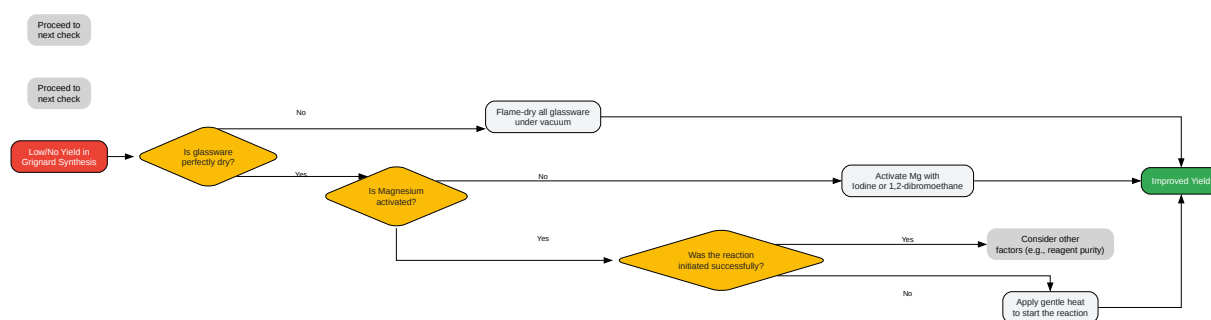 Proceed to
next check
Proceed to
next check
Low/No Yield in
Grignard Synthesis
Is glassware
perfectly dry?
No
Flame-dry all glassware
under vacuum
Yes
Is Magnesium
activated?
No
Activate Mg with
Iodine or 1,2-dibromoethane
Improved Yield
Yes
Was the reaction
initiated successfully?
Yes
Consider other
factors (e.g., reagent purity)
No
Apply gentle heat
to start the reaction